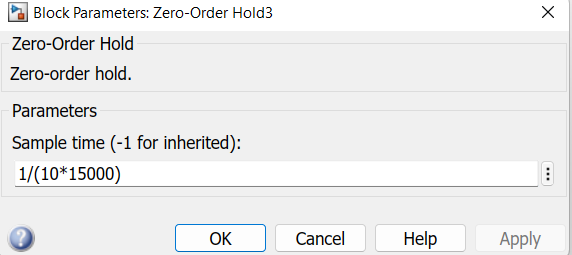 Block Parameters: Zero-Order Hold3
Zero-Order Hold
Zero-order hold.
Parameters
Sample time (-1 for inherited):
1/(10*15000)
OK Cancel Help Apply